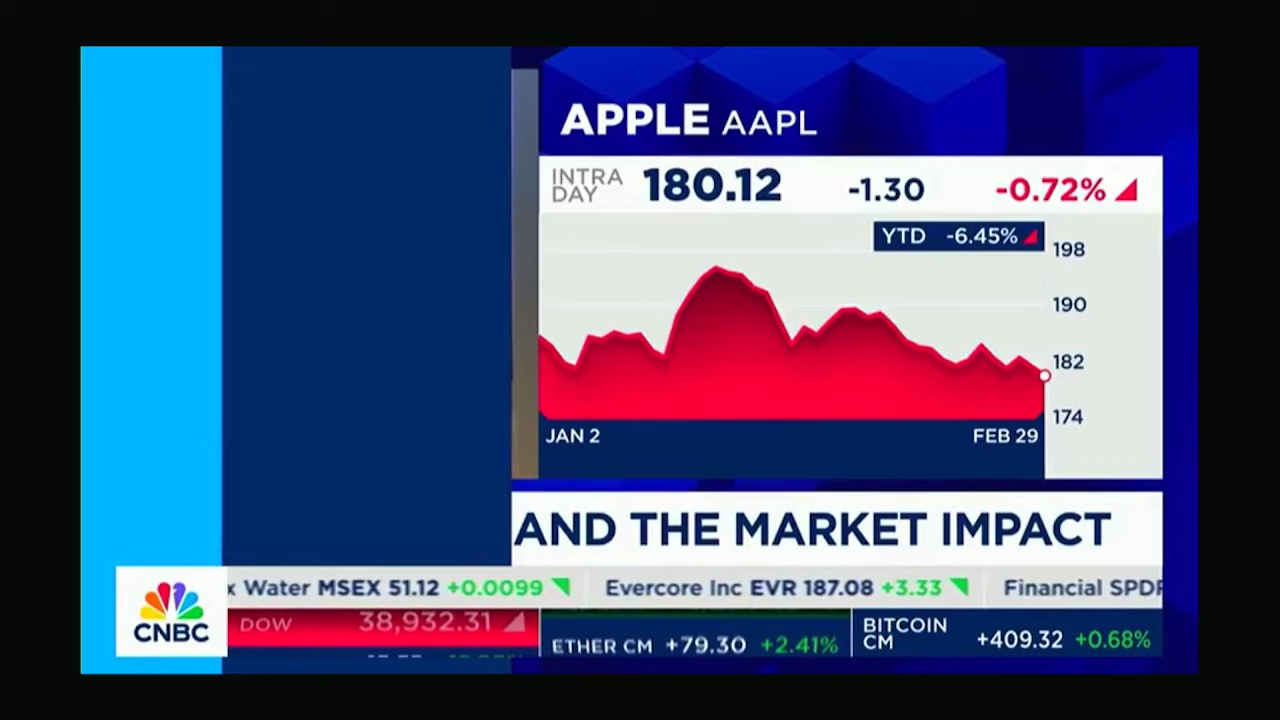 APPLE AAPL
INTRA DAY 180.12 -1.30 -0.72%
YTD -6.45%
198
190
182
174
JAN 2 FEB 29
AND THE MARKET IMPACT
x Water MSEX 51.12 +0.0099 Evercore Inc EVR 187.08 +3.33 Financial SPDR
CNBC
DOW 38,932.31
ETHER CM +79.30 +2.41%
BITCOIN CM +409.32 +0.68%